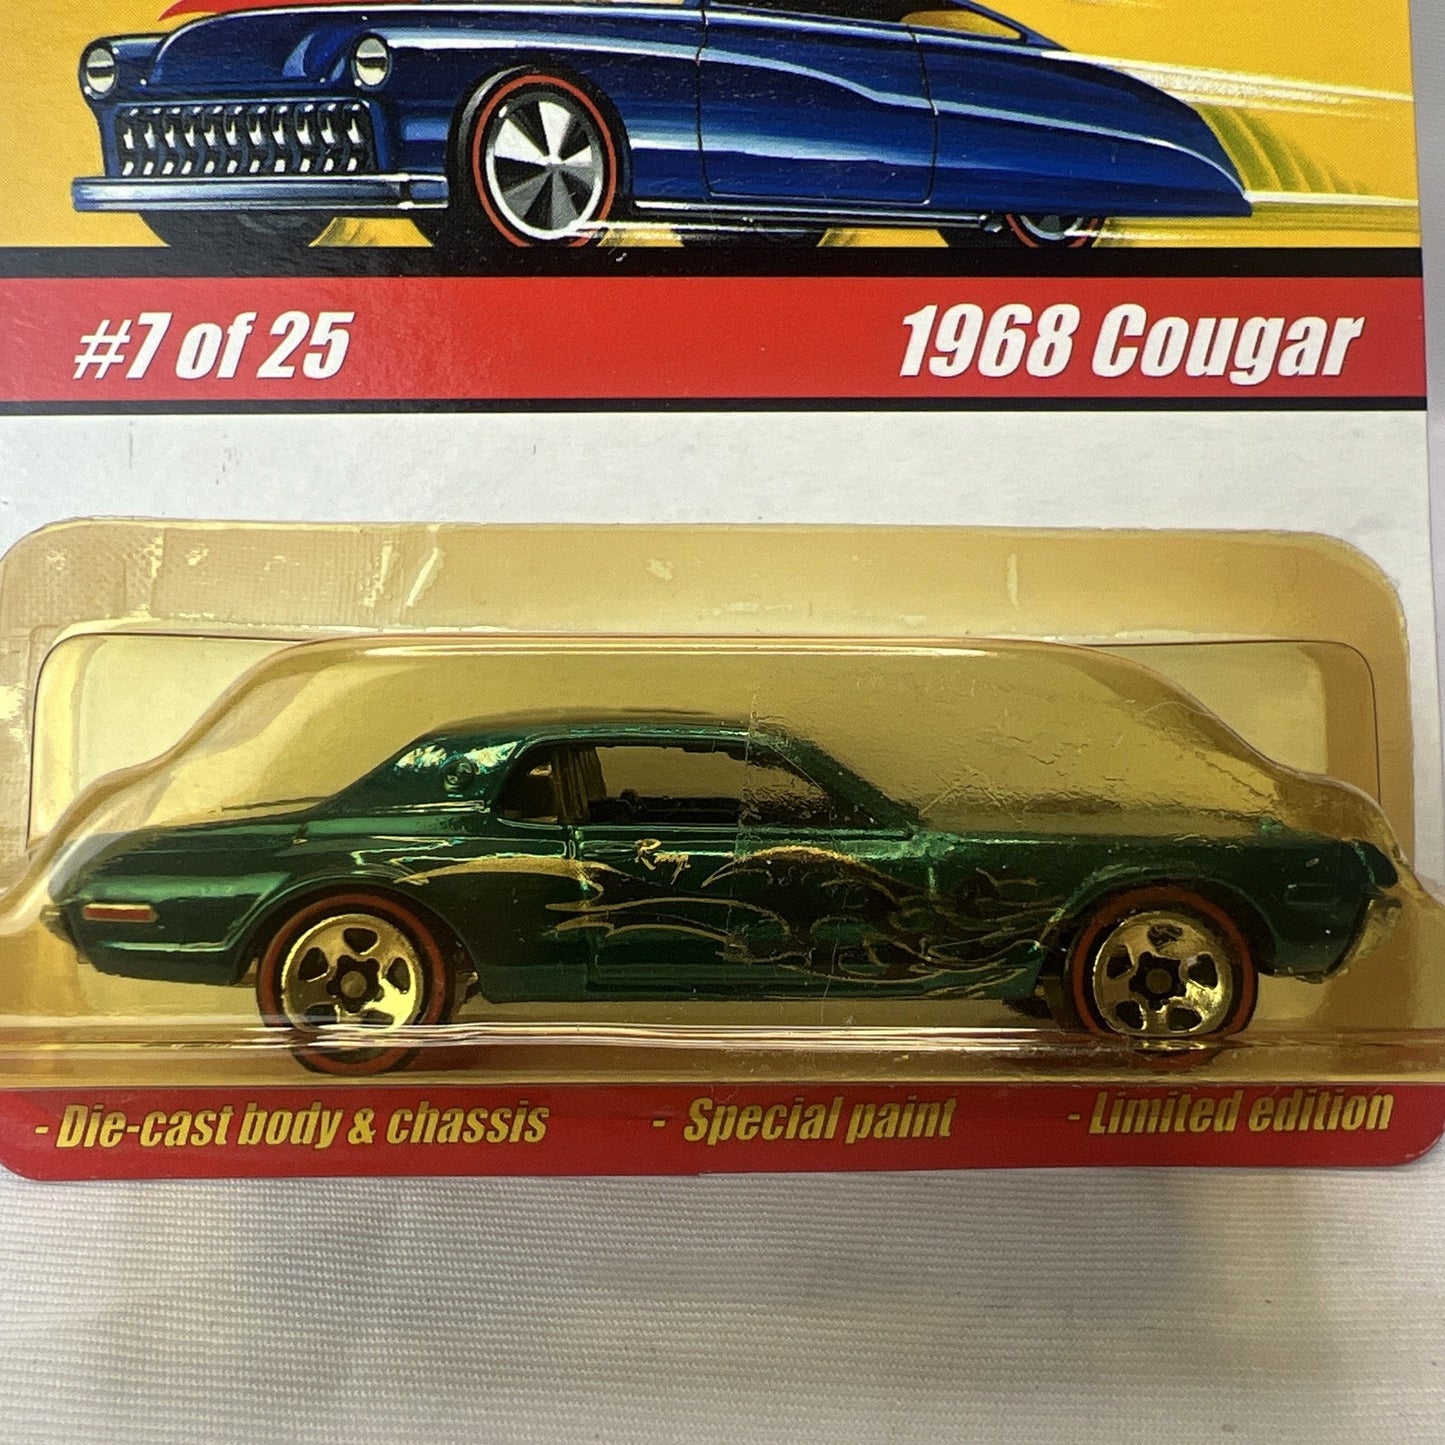 #7 of 25 1968 Cougar
- Die-cast body & chassis - Special paint - Limited edition